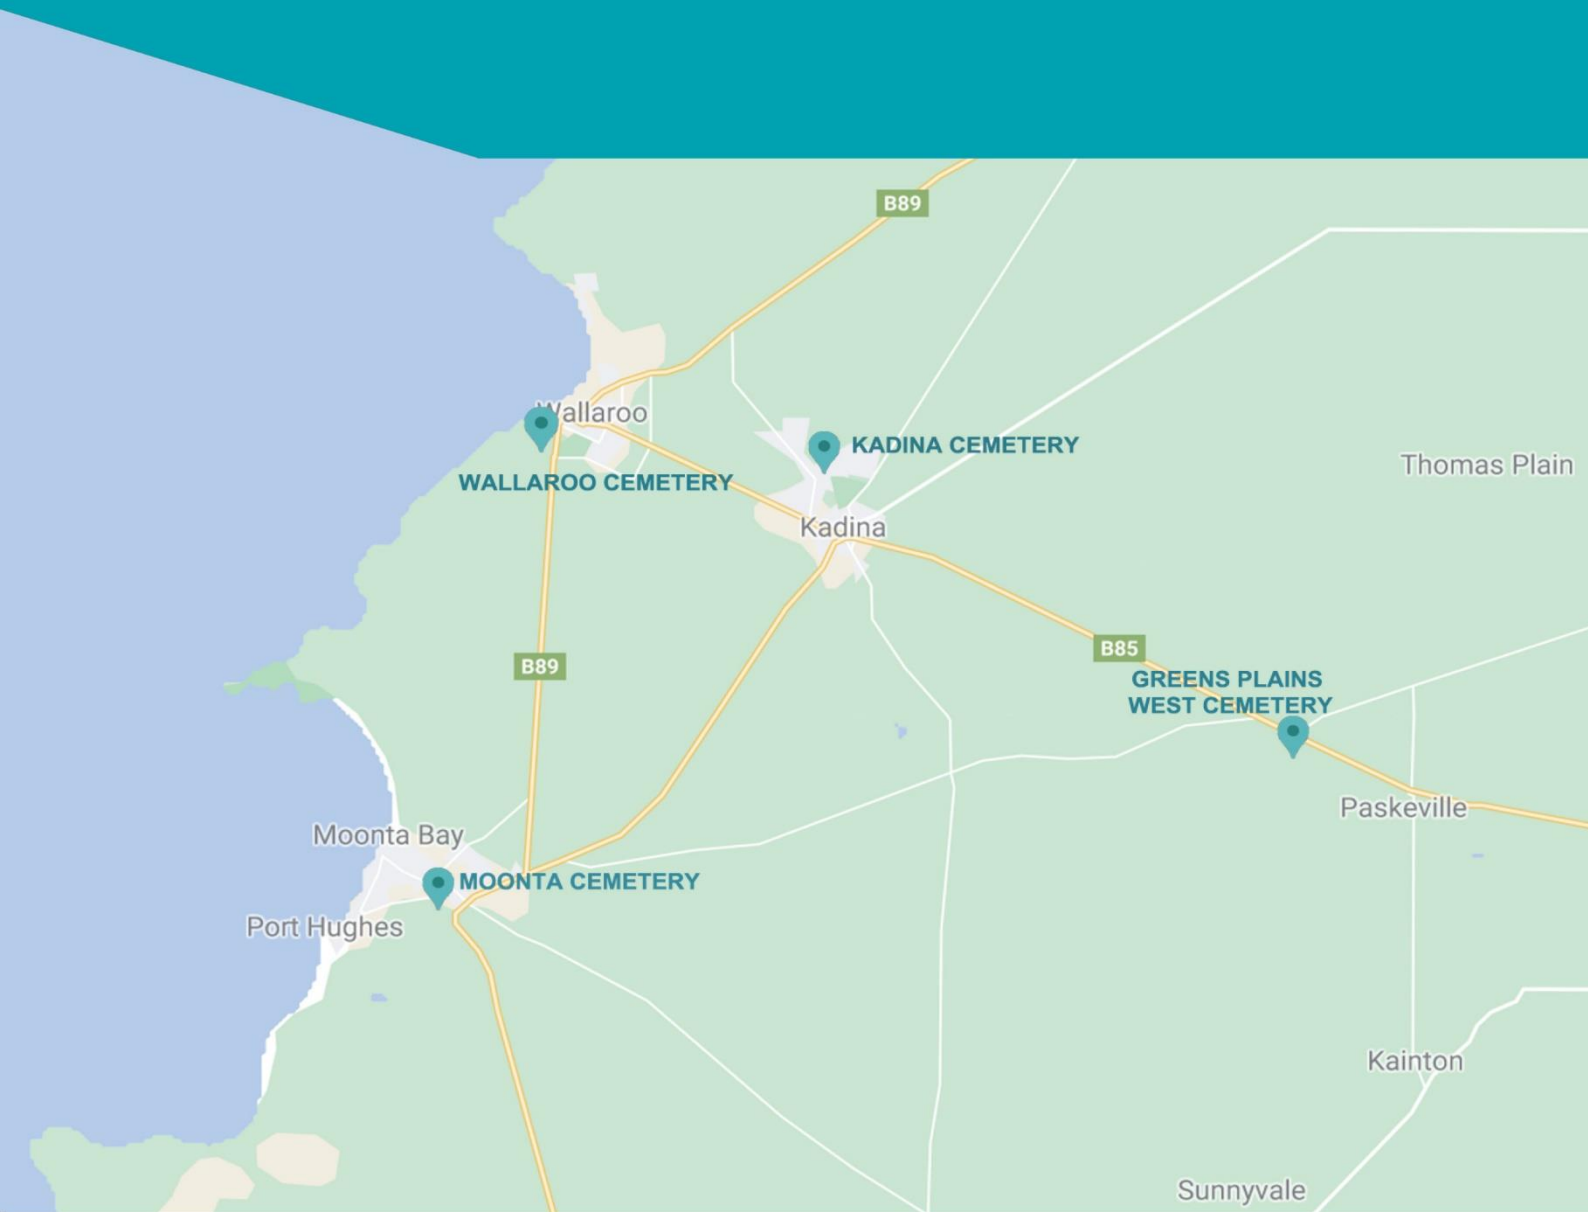 B89
Wallaroo
KADINA CEMETERY
Thomas Plain
WALLAROO CEMETERY
Kadina
B85
B89
GREENS PLAINS
WEST CEMETERY
Paskeville
Moonta Bay
MOONTA CEMETERY
Port Hughes
Kainton
Sunnyvale